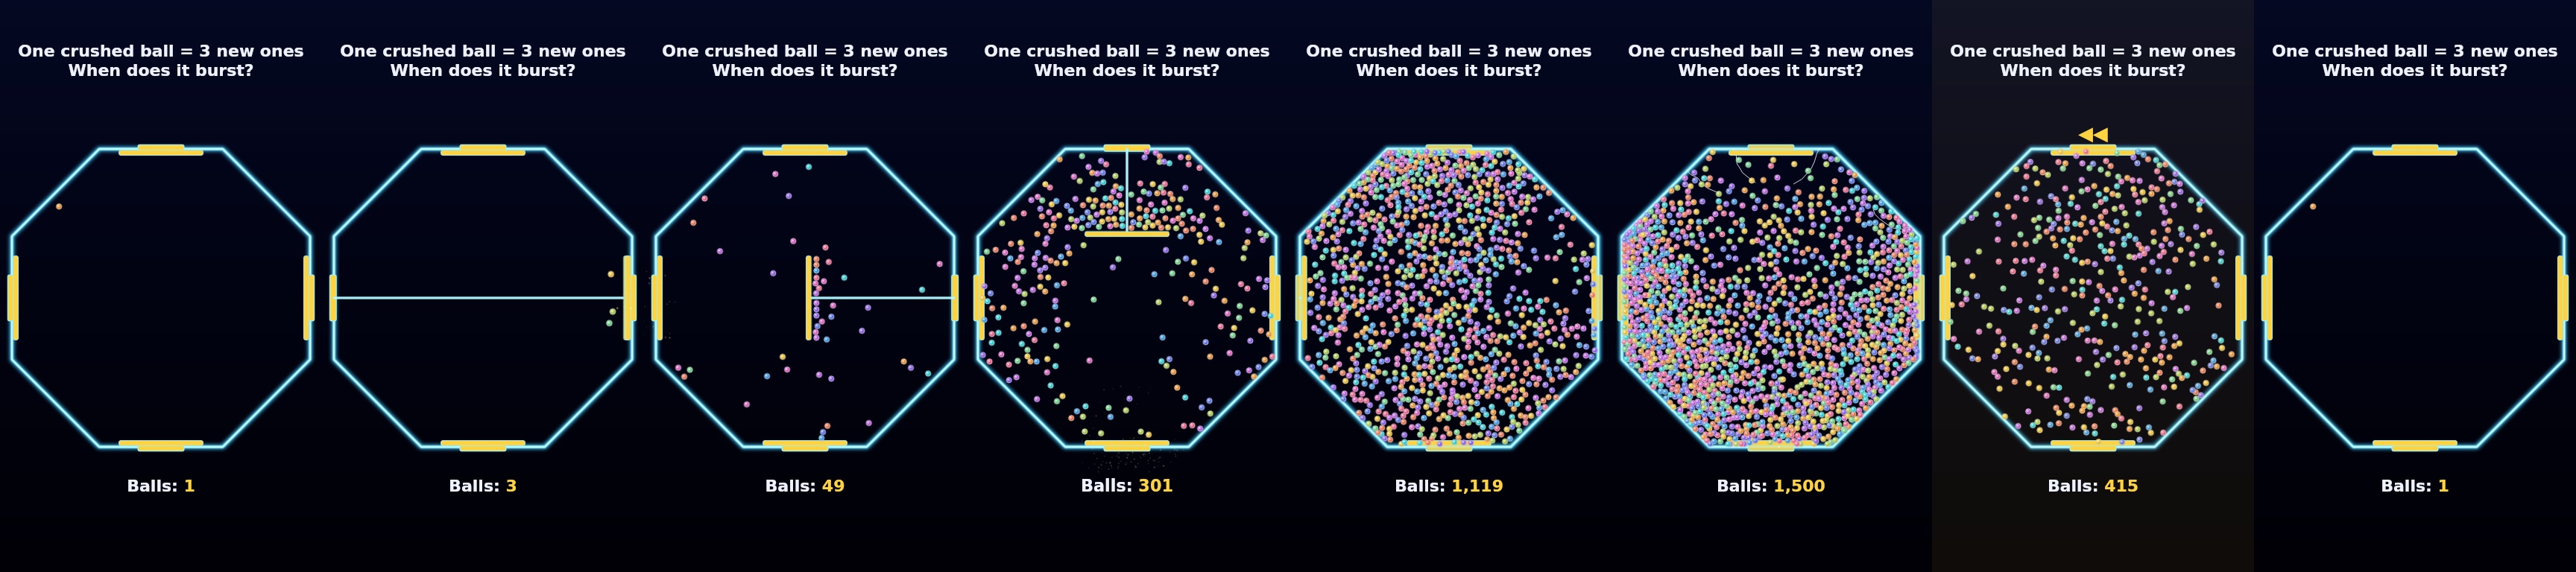 One crushed ball = 3 new ones
When does it burst?
Balls: 1
One crushed ball = 3 new ones
When does it burst?
Balls: 3
One crushed ball = 3 new ones
When does it burst?
Balls: 49
One crushed ball = 3 new ones
When does it burst?
Balls: 301
One crushed ball = 3 new ones
When does it burst?
Balls: 1,119
One crushed ball = 3 new ones
When does it burst?
Balls: 1,500
One crushed ball = 3 new ones
When does it burst?
Balls: 415
One crushed ball = 3 new ones
When does it burst?
Balls: 1